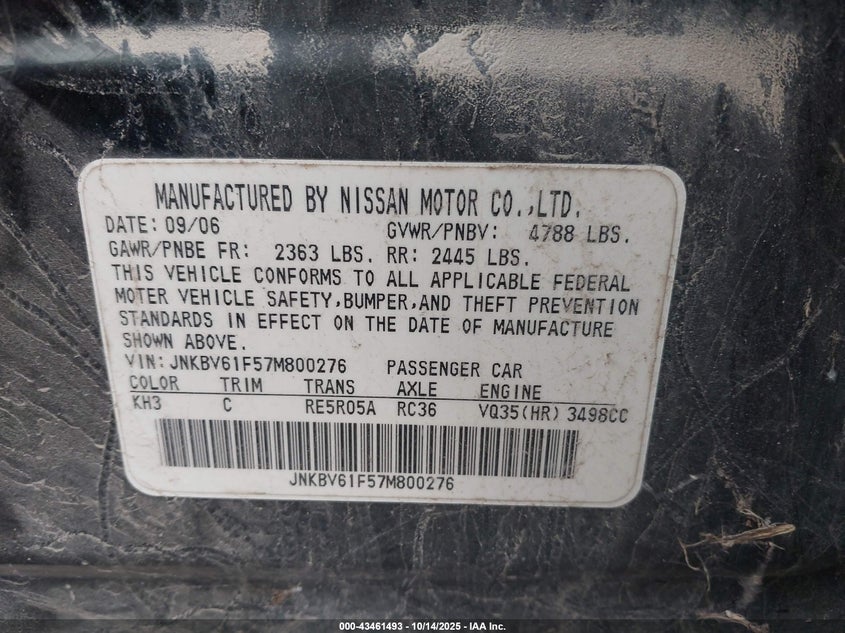 MANUFACTURED BY NISSAN MOTOR CO.,LTD.
DATE: 09/06 GVWR/PNBV: 4788 LBS.
GAWR/PNBE FR: 2363 LBS. RR: 2445 LBS.
THIS VEHICLE CONFORMS TO ALL APPLICABLE FEDERAL
MOTER VEHICLE SAFETY,BUMPER,AND THEFT PREVENTION
STANDARDS IN EFFECT ON THE DATE OF MANUFACTURE
SHOWN ABOVE.
VIN: JNKBV61F57M800276 PASSENGER CAR
COLOR TRIM TRANS AXLE ENGINE
KH3 C RE5R05A RC36 VQ35(HR) 3498CC
JNKBV61F57M800276
000-43461493 | 10/14/2025 - IAA Inc.